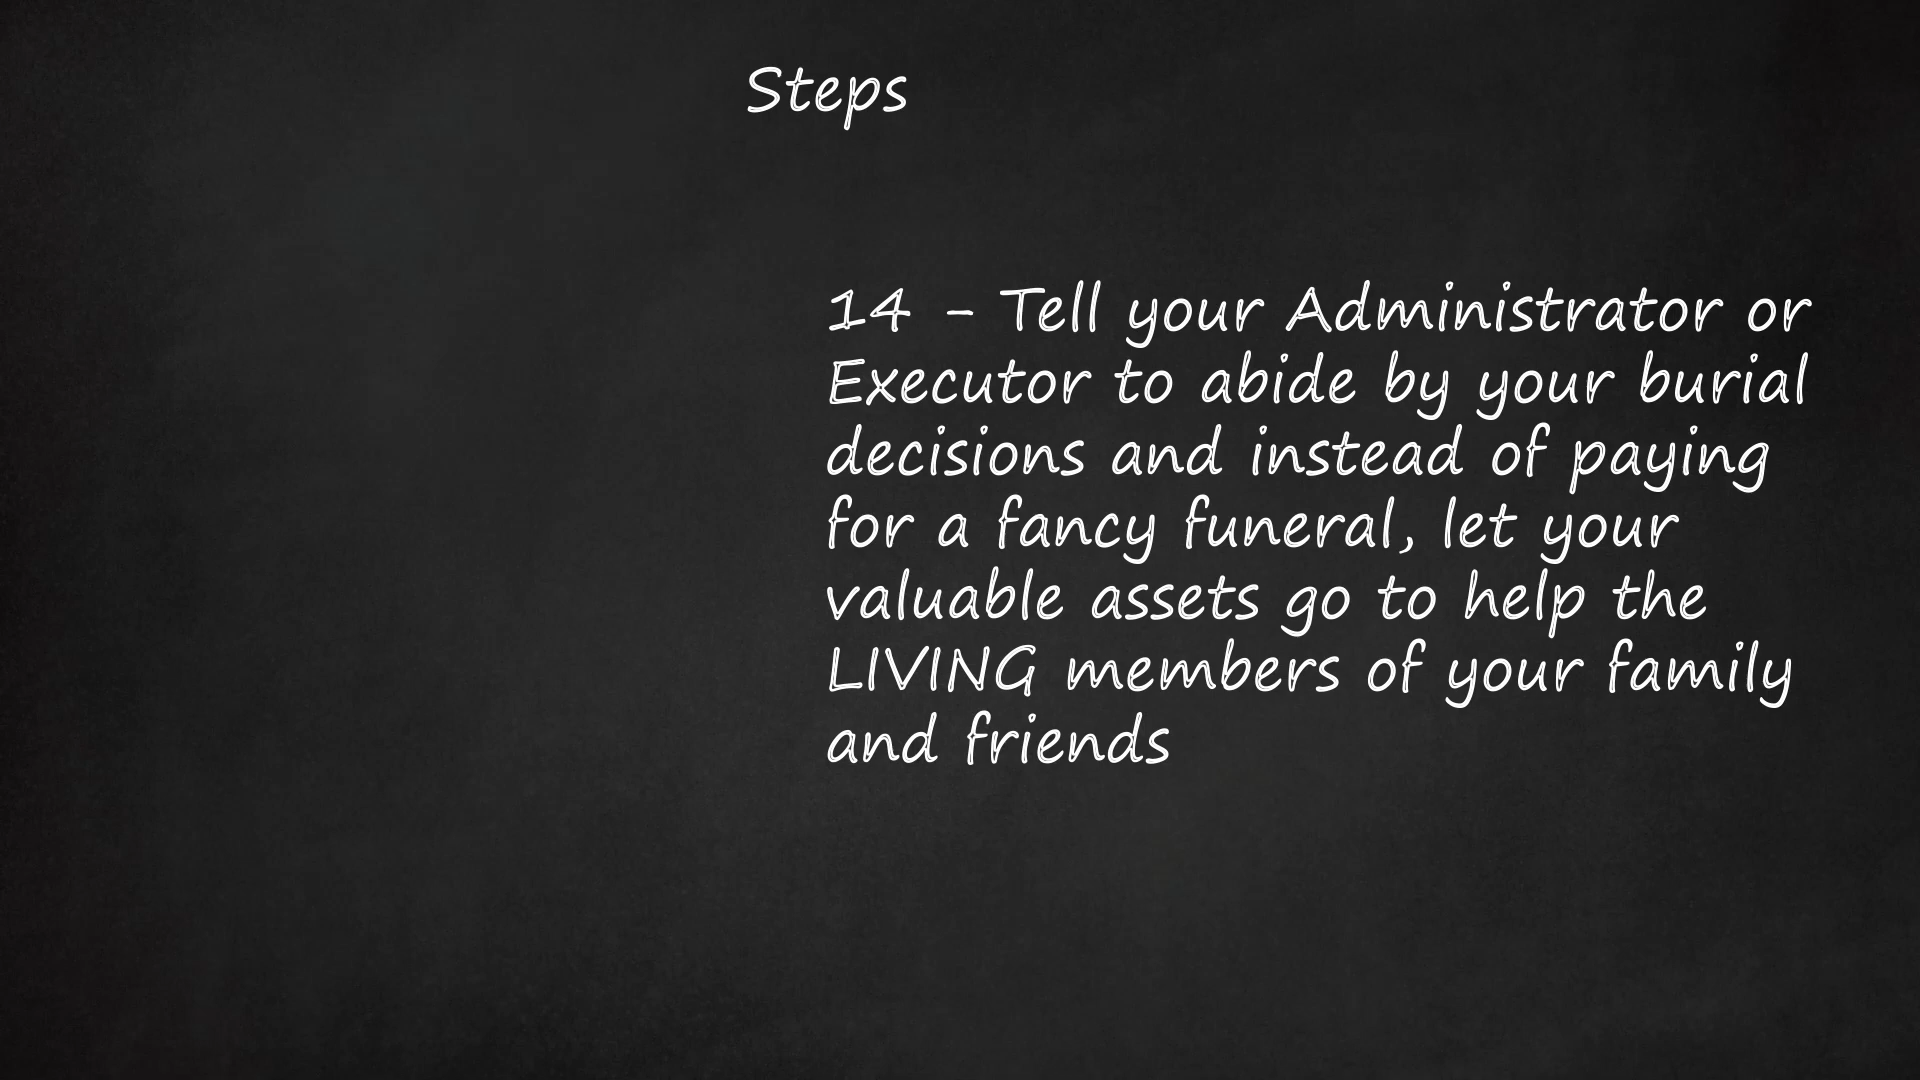 Steps
14 - Tell your Administrator or
Executor to abide by your burial
decisions and instead of paying
for a fancy funeral, let your
valuable assets go to help the
LIVING members of your family
and friends